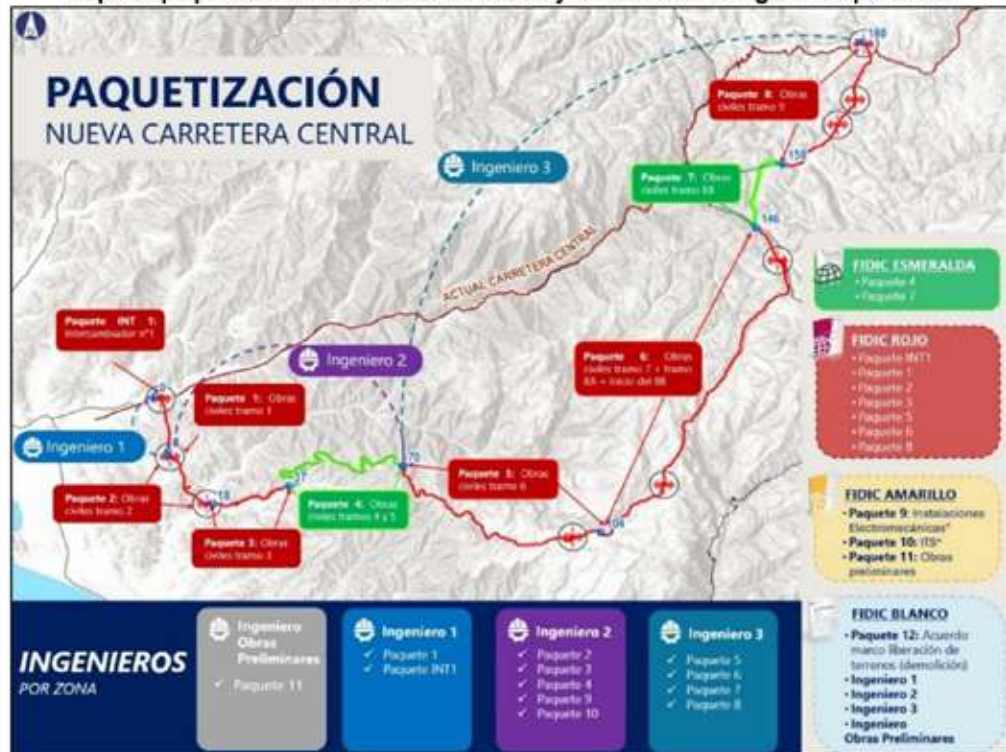 PAQUETIZACIÓN
NUEVA CARRETERA CENTRAL
Ingeniero 3
Paquete 8: Obras
civiles tramo 9
Paquete 7: Obras
158
146
ACTUAL CARRETERA CENTRAL
Paquete INT 1:
Intercambiador n°1
Ingeniero 2
Paquete 6: Obras
civiles tramo 7 + tramo
Paquete 1: Obras
civiles tramo 1
Ingeniero 1
70
Paquete 5: Obras
civiles tramo 6
18
37
Paquete 2: Obras
civiles tramo 2
Paquete 4: Obras
civiles tramos 4 y 5
Paquete 3: Obras
civiles tramo 3
FIDIC ESMERALDA
• Paquete 4
• Paquete 7
FIDIC ROJO
• Paquete INT1
• Paquete 1
• Paquete 2
• Paquete 3
• Paquete 5
• Paquete 6
• Paquete 8
FIDIC AMARILLO
• Paquete 9: Instalaciones
Electromecánicas*
• Paquete 10: ITS*
• Paquete 11: Obras
preliminares
FIDIC BLANCO
• Paquete 12: Acuerdo
marco liberación de
terrenos (demolición)
• Ingeniero 1
• Ingeniero 2
• Ingeniero 3
• Ingeniero
Obras Preliminares
INGENIEROS
POR ZONA
Ingeniero
Obras
Preliminares
✓ Paquete 11
Ingeniero 1
✓ Paquete 1
✓ Paquete INT1
Ingeniero 2
✓ Paquete 2
✓ Paquete 3
✓ Paquete 4
✓ Paquete 9
✓ Paquete 10
Ingeniero 3
✓ Paquete 5
✓ Paquete 6
✓ Paquete 7
✓ Paquete 8